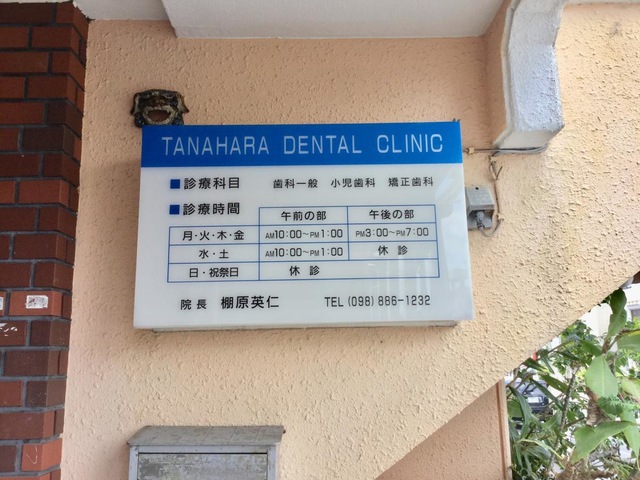 TANAHARA DENTAL CLINIC
■診療科目 歯科一般 小児歯科 矯正歯科
■診療時間
午前の部 午後の部
月・火・木・金 AM10:00〜PM1:00 PM3:00〜PM7:00
水・土 AM10:00〜PM1:00 休診
日・祝祭日 休診
院長 棚原英仁 TEL (098) 886-1232